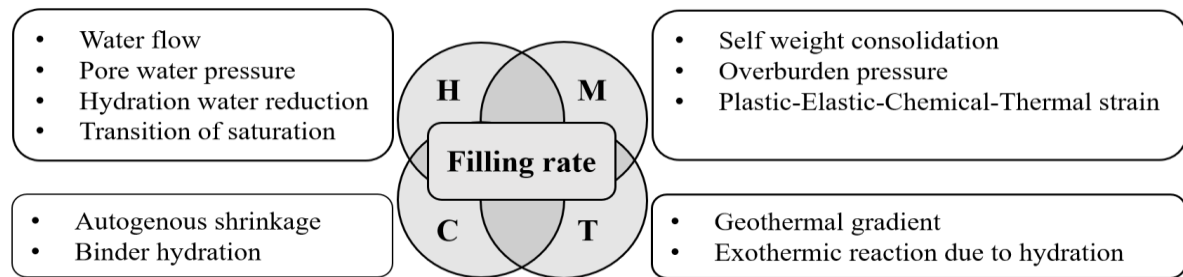 • Water flow
• Pore water pressure
• Hydration water reduction
• Transition of saturation
H
M
• Self weight consolidation
• Overburden pressure
• Plastic-Elastic-Chemical-Thermal strain
Filling rate
• Autogenous shrinkage
• Binder hydration
C
T
• Geothermal gradient
• Exothermic reaction due to hydration